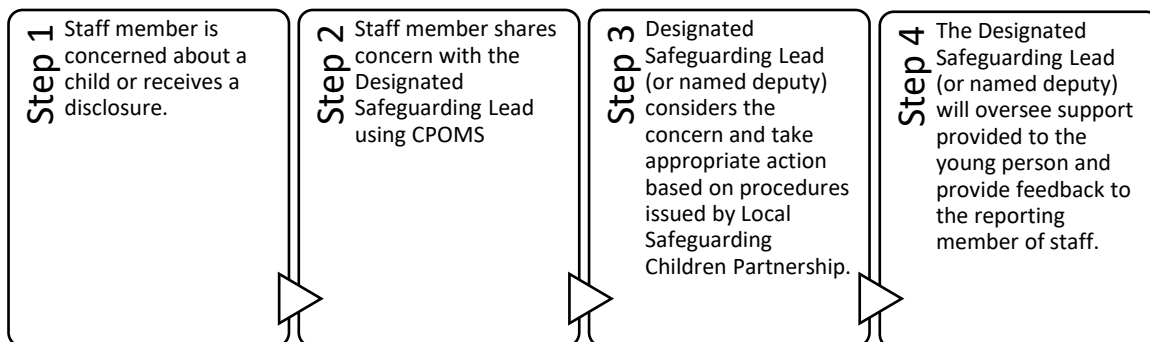 Step 1
Staff member is
concerned about a
child or receives a
disclosure.
Step 2
Staff member shares
concern with the
Designated
Safeguarding Lead
using CPOMS
Step 3
Designated
Safeguarding Lead
(or named deputy)
considers the
concern and take
appropriate action
based on procedures
issued by Local
Safeguarding
Children Partnership.
Step 4
The Designated
Safeguarding Lead
(or named deputy)
will oversee support
provided to the
young person and
provide feedback to
the reporting
member of staff.